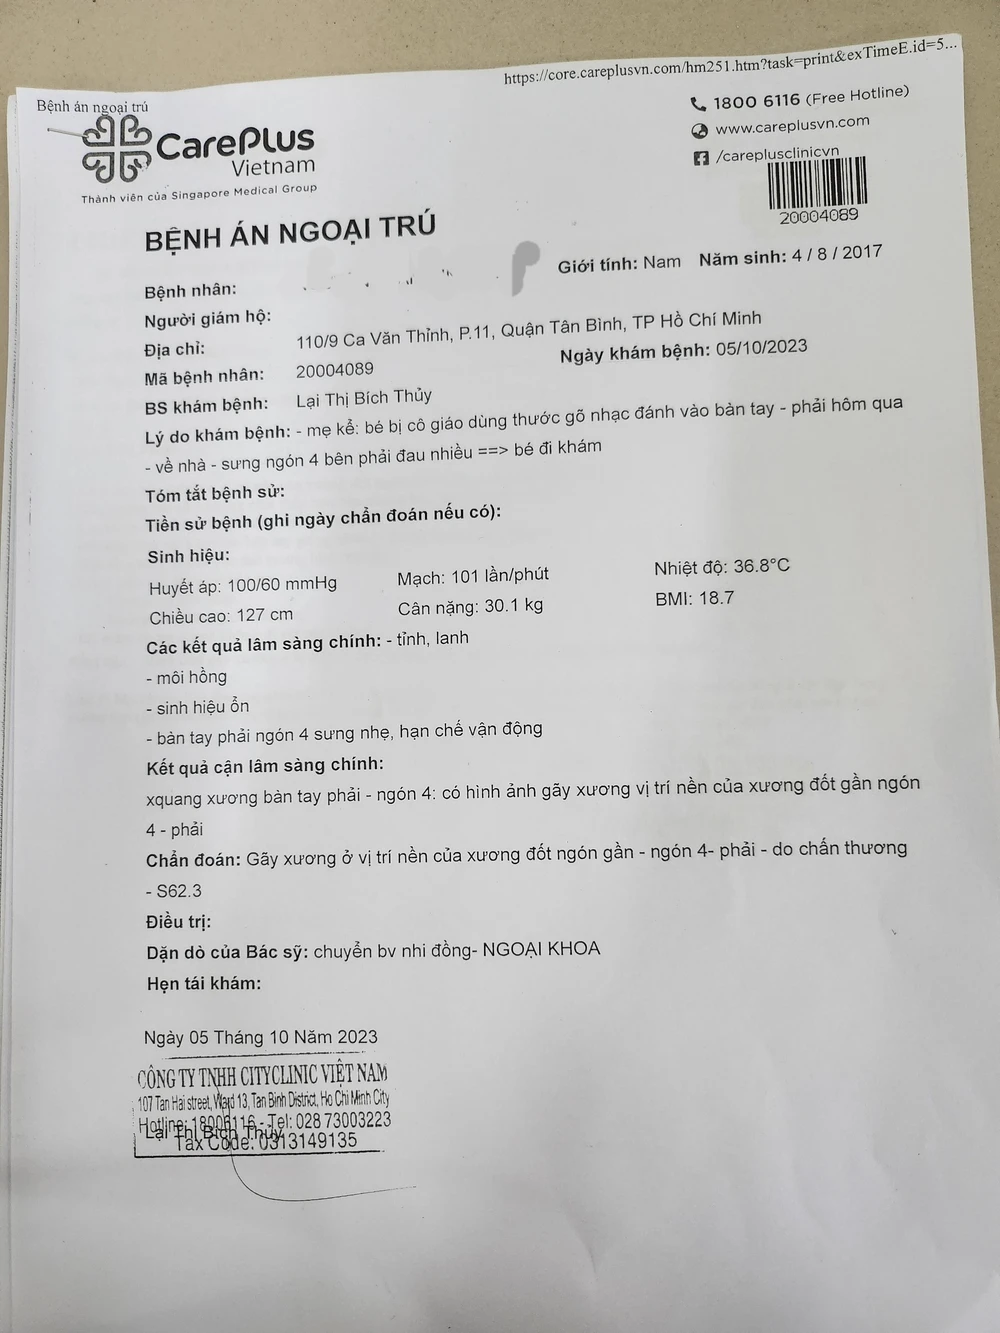 https://core.careplusvn.com/hm251.htm?task=print&exTimeE.id=5...
Bệnh án ngoại trú
1800 6116 (Free Hotline)
CarePlus
Vietnam
www.careplusvn.com
/careplusclinicvn
Thành viên của Singapore Medical Group
20004089
BỆNH ÁN NGOẠI TRÚ
Bệnh nhân: Giới tính: Nam Năm sinh: 4 / 8 / 2017
Người giám hộ:
Địa chỉ: 110/9 Ca Văn Thỉnh, P.11, Quận Tân Bình, TP Hồ Chí Minh
Mã bệnh nhân: 20004089 Ngày khám bệnh: 05/10/2023
BS khám bệnh: Lại Thị Bích Thủy
Lý do khám bệnh: - mẹ kể: bé bị cô giáo dùng thước gõ nhạc đánh vào bàn tay - phải hôm qua
- về nhà - sưng ngón 4 bên phải đau nhiều ==> bé đi khám
Tóm tắt bệnh sử:
Tiền sử bệnh (ghi ngày chẩn đoán nếu có):
Sinh hiệu:
Huyết áp: 100/60 mmHg Mạch: 101 lần/phút Nhiệt độ: 36.8°C
Chiều cao: 127 cm Cân nặng: 30.1 kg BMI: 18.7
Các kết quả lâm sàng chính: - tỉnh, lanh
- môi hồng
- sinh hiệu ổn
- bàn tay phải ngón 4 sưng nhẹ, hạn chế vận động
Kết quả cận lâm sàng chính:
xquang xương bàn tay phải - ngón 4: có hình ảnh gãy xương vị trí nền của xương đốt gần ngón
4 - phải
Chẩn đoán: Gãy xương ở vị trí nền của xương đốt ngón gần - ngón 4- phải - do chấn thương
- S62.3
Điều trị:
Dặn dò của Bác sỹ: chuyển bv nhi đồng- NGOẠI KHOA
Hẹn tái khám:
Ngày 05 Tháng 10 Năm 2023
CÔNG TY TNHH CITYCLINIC VIỆT NAM
107 Tan Hai street, Ward 13, Tan Binh District, Ho Chi Minh City
Hotline: 18006116 - Tel: 028 73003223
Lại Thị Bích Thủy
Tax Code: 0313149135